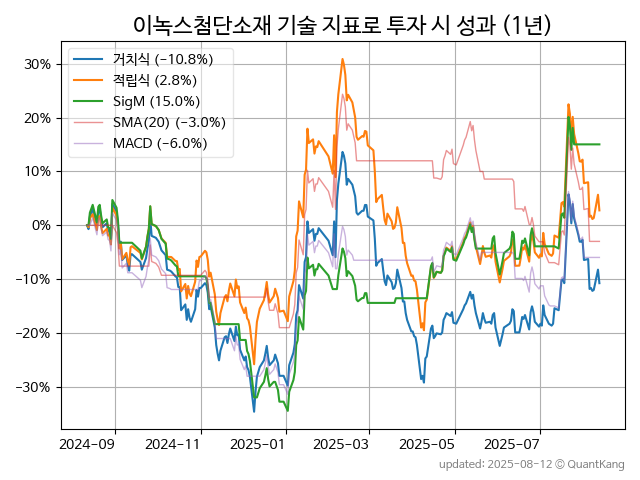 이녹스첨단소재 기술 지표로 투자 시 성과 (1년)
거치식 (−10.8%)
적립식 (2.8%)
SigM (15.0%)
SMA(20) (−3.0%)
MACD (−6.0%)
30%
20%
10%
0%
−10%
−20%
−30%
2024−09 2024−11 2025−01 2025−03 2025−05 2025−07
updated: 2025−08−12 © QuantKang